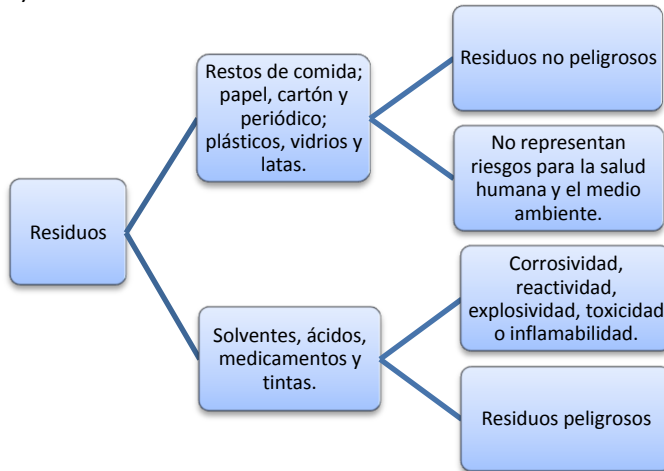 Residuos
Restos de comida;
papel, cartón y
periódico;
plásticos, vidrios y
latas.
Residuos no peligrosos
No representan
riesgos para la salud
humana y el medio
ambiente.
Solventes, ácidos,
medicamentos y
tintas.
Corrosividad,
reactividad,
explosividad, toxicidad
o inflamabilidad.
Residuos peligrosos